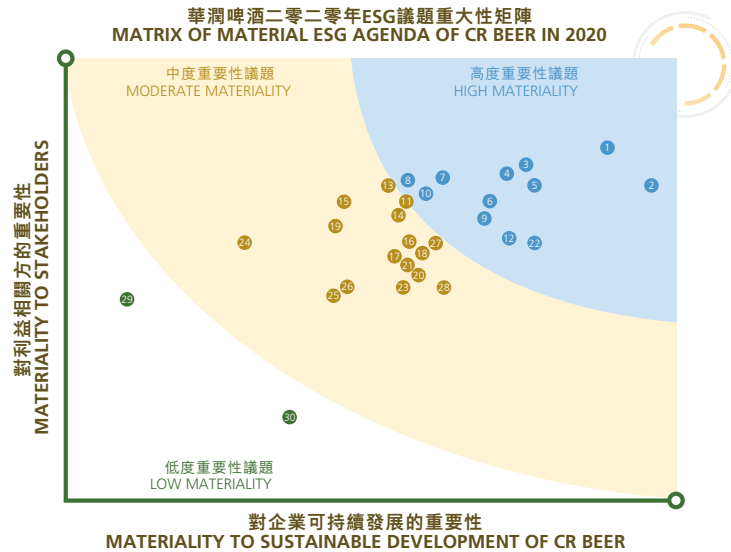 華潤啤酒二零二零年ESG議題重大性矩陣
MATRIX OF MATERIAL ESG AGENDA OF CR BEER IN 2020
中度重要性議題
MODERATE MATERIALITY
高度重要性議題
HIGH MATERIALITY
對利益相關方的重要性
MATERIALITY TO STAKEHOLDERS
1
3
4
7
8
13
5
2
10
15
11
6
14
9
19
12
24
16
27
22
18
17
21
20
26
23
28
25
29
30
低度重要性議題
LOW MATERIALITY
對企業可持續發展的重要性
MATERIALITY TO SUSTAINABLE DEVELOPMENT OF CR BEER